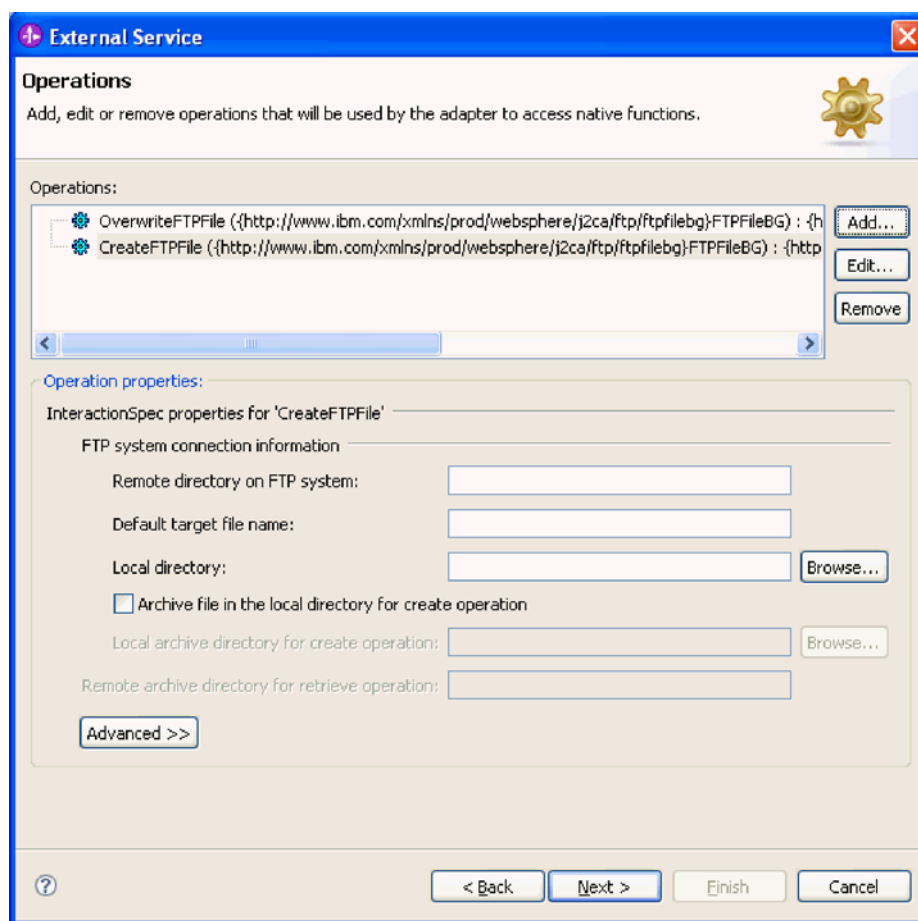 External Service
Operations
Add, edit or remove operations that will be used by the adapter to access native functions.
Operations:
OverwriteFTPFile ({http://www.ibm.com/xmlns/prod/websphere/j2ca/ftp/ftpfilebg}FTPFileBG) : {h
Add...
CreateFTPFile ({http://www.ibm.com/xmlns/prod/websphere/j2ca/ftp/ftpfilebg}FTPFileBG) : {http
Edit...
Remove
Operation properties:
InteractionSpec properties for 'CreateFTPFile'
FTP system connection information
Remote directory on FTP system:
Default target file name:
Local directory:
Browse...
Archive file in the local directory for create operation
Local archive directory for create operation:
Browse...
Remote archive directory for retrieve operation:
Advanced >>
?
< Back
Next >
Finish
Cancel